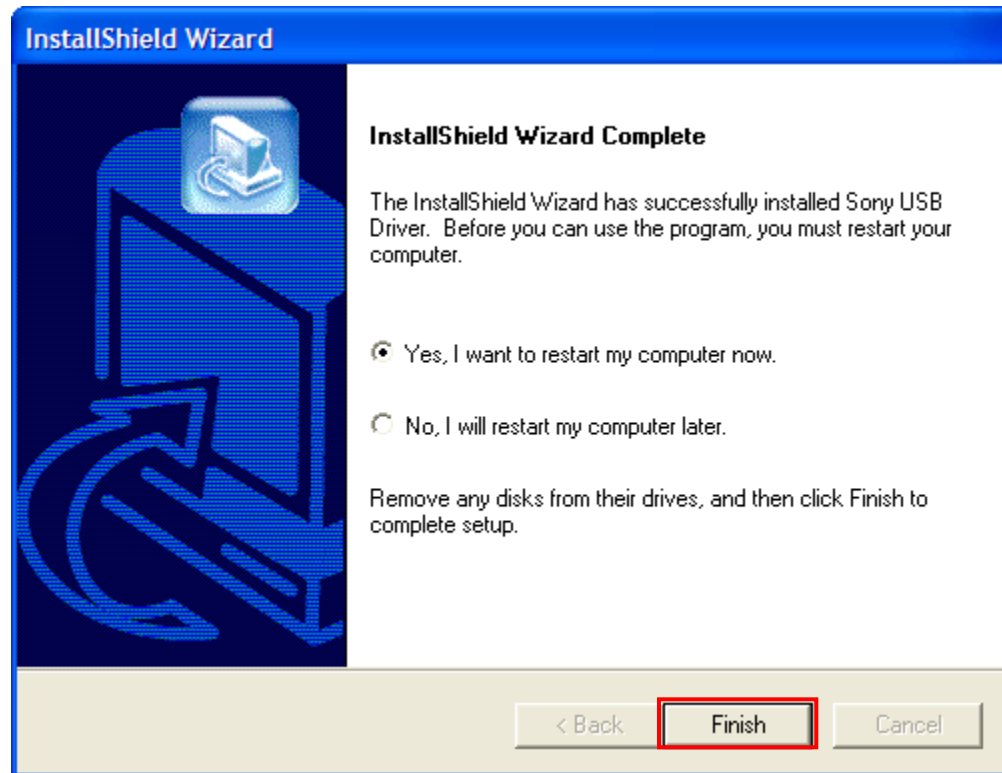 InstallShield Wizard
InstallShield Wizard Complete
The InstallShield Wizard has successfully installed Sony USB
Driver.  Before you can use the program, you must restart your
computer.
Yes, I want to restart my computer now.
No, I will restart my computer later.
Remove any disks from their drives, and then click Finish to
complete setup.
< Back
Finish
Cancel